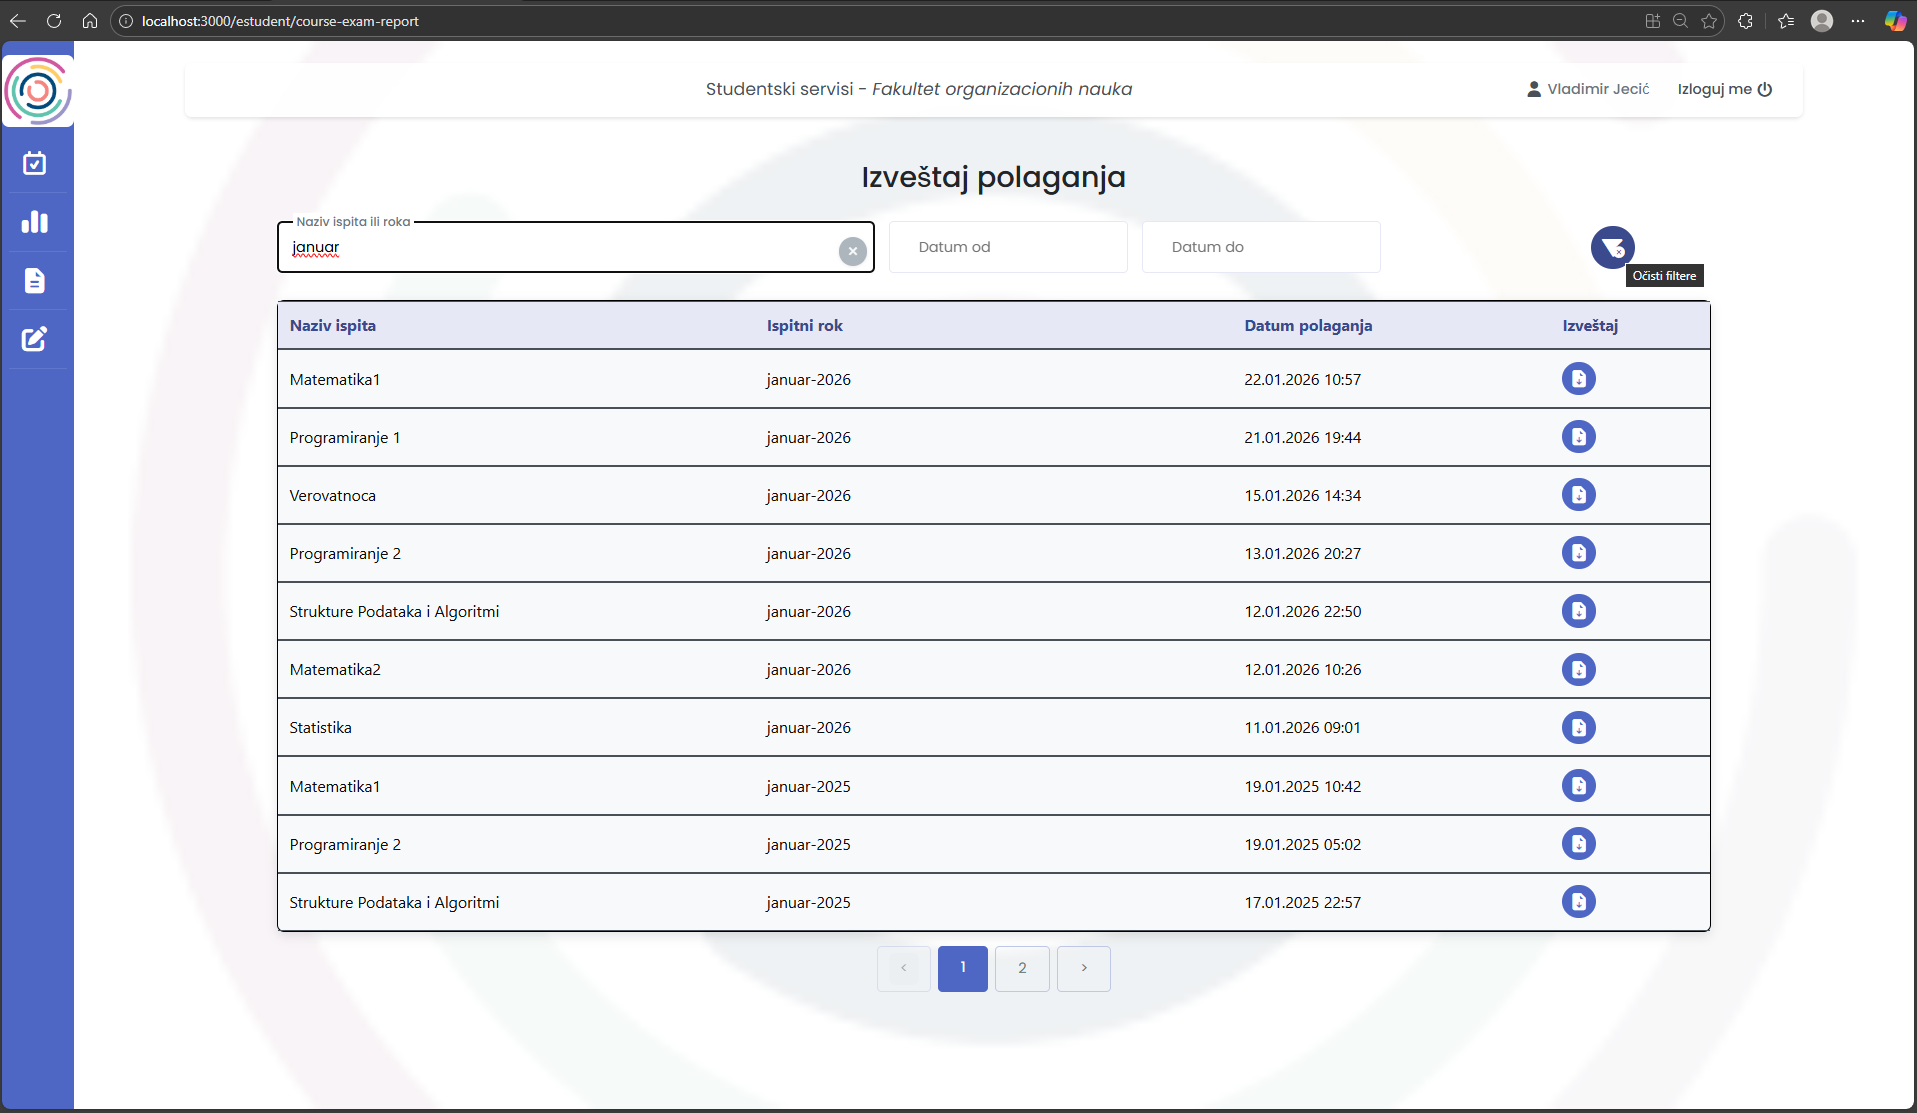 localhost:3000/estudent/course-exam-report
Studentski servisi - Fakultet organizacionih nauka
Vladimir Jecić
Izloguj me
Izveštaj polaganja
Naziv ispita ili roka
januar
Datum od
Datum do
Očisti filtere
Naziv ispita Ispitni rok Datum polaganja Izveštaj
Matematika1 januar-2026 22.01.2026 10:57
Programiranje 1 januar-2026 21.01.2026 19:44
Verovatnoca januar-2026 15.01.2026 14:34
Programiranje 2 januar-2026 13.01.2026 20:27
Strukture Podataka i Algoritmi januar-2026 12.01.2026 22:50
Matematika2 januar-2026 12.01.2026 10:26
Statistika januar-2026 11.01.2026 09:01
Matematika1 januar-2025 19.01.2025 10:42
Programiranje 2 januar-2025 19.01.2025 05:02
Strukture Podataka i Algoritmi januar-2025 17.01.2025 22:57
< 1 2 >